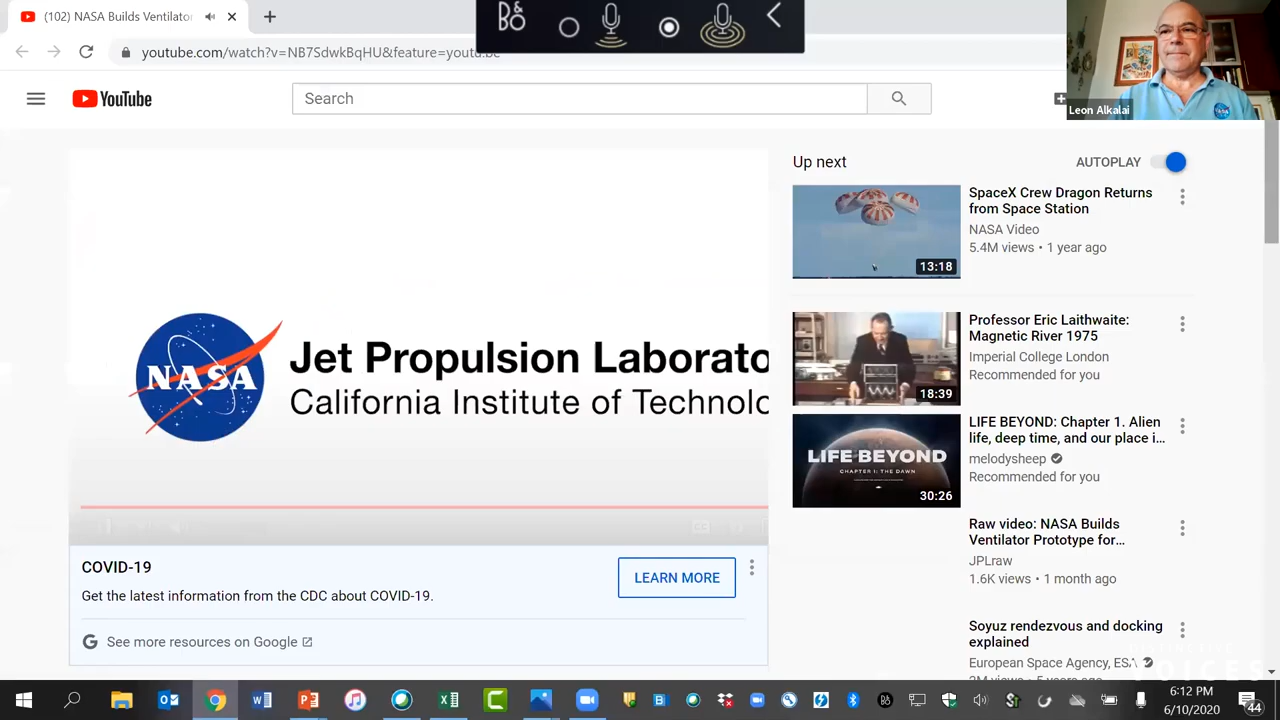 (102) NASA Builds Ventilator
youtube.com/watch?v=NB7SdwkBqHU&feature=youtu.be
YouTube
Search
Leon Alkalai
NASA
Up next
AUTOPLAY
SpaceX Crew Dragon Returns
from Space Station
NASA Video
5.4M views • 1 year ago
13:18
Professor Eric Laithwaite:
Magnetic River 1975
Imperial College London
Recommended for you
18:39
LIFE BEYOND: Chapter 1. Alien
life, deep time, and our place i...
melodysheep
Recommended for you
LIFE BEYOND
CHAPTER I: THE DAWN
30:26
Raw video: NASA Builds
Ventilator Prototype for...
JPLraw
1.6K views • 1 month ago
Soyuz rendezvous and docking
explained
European Space Agency, ESA
NASA
Jet Propulsion Laborato
California Institute of Technolo
COVID-19
Get the latest information from the CDC about COVID-19.
LEARN MORE
See more resources on Google
VOICES
6:12 PM
6/10/2020
44